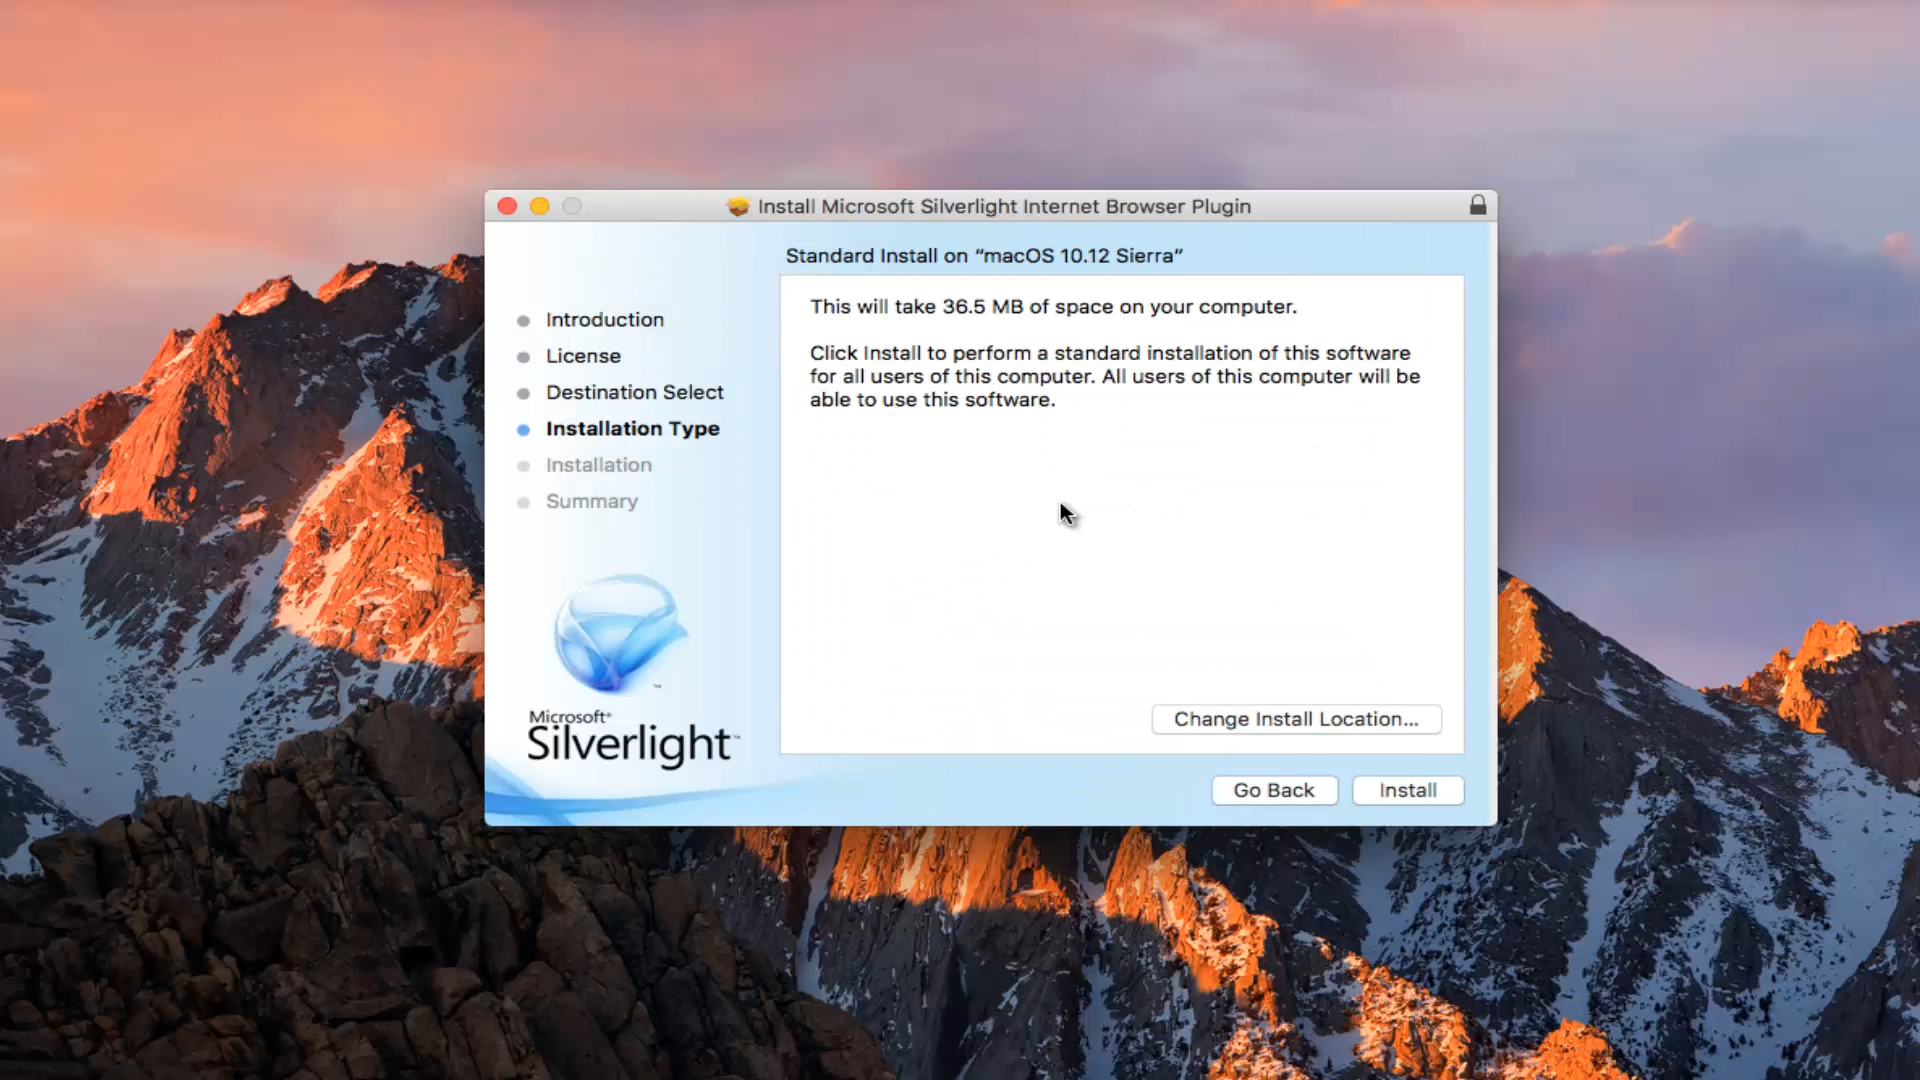 Install Microsoft Silverlight Internet Browser Plugin
Standard Install on “macOS 10.12 Sierra”
Introduction
License
Destination Select
Installation Type
Installation
Summary
This will take 36.5 MB of space on your computer.
Click Install to perform a standard installation of this software
for all users of this computer. All users of this computer will be
able to use this software.
Microsoft®
Silverlight™
Change Install Location...
Go Back
Install